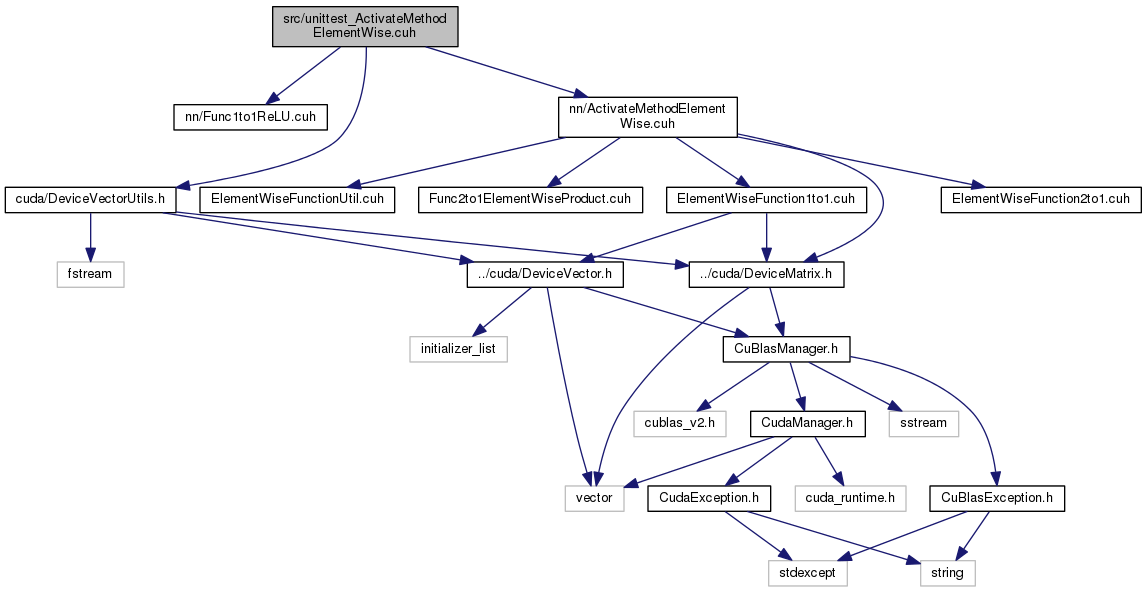 src/unittest_ActivateMethod
ElementWise.cuh
nn/Func1to1ReLU.cuh
nn/ActivateMethodElement
Wise.cuh
cuda/DeviceVectorUtils.h
ElementWiseFunctionUtil.cuh
Func2to1ElementWiseProduct.cuh
ElementWiseFunction1to1.cuh
ElementWiseFunction2to1.cuh
fstream
../cuda/DeviceVector.h
../cuda/DeviceMatrix.h
initializer_list
CuBlasManager.h
cublas_v2.h
CudaManager.h
sstream
vector
CudaException.h
cuda_runtime.h
CuBlasException.h
stdexcept
string